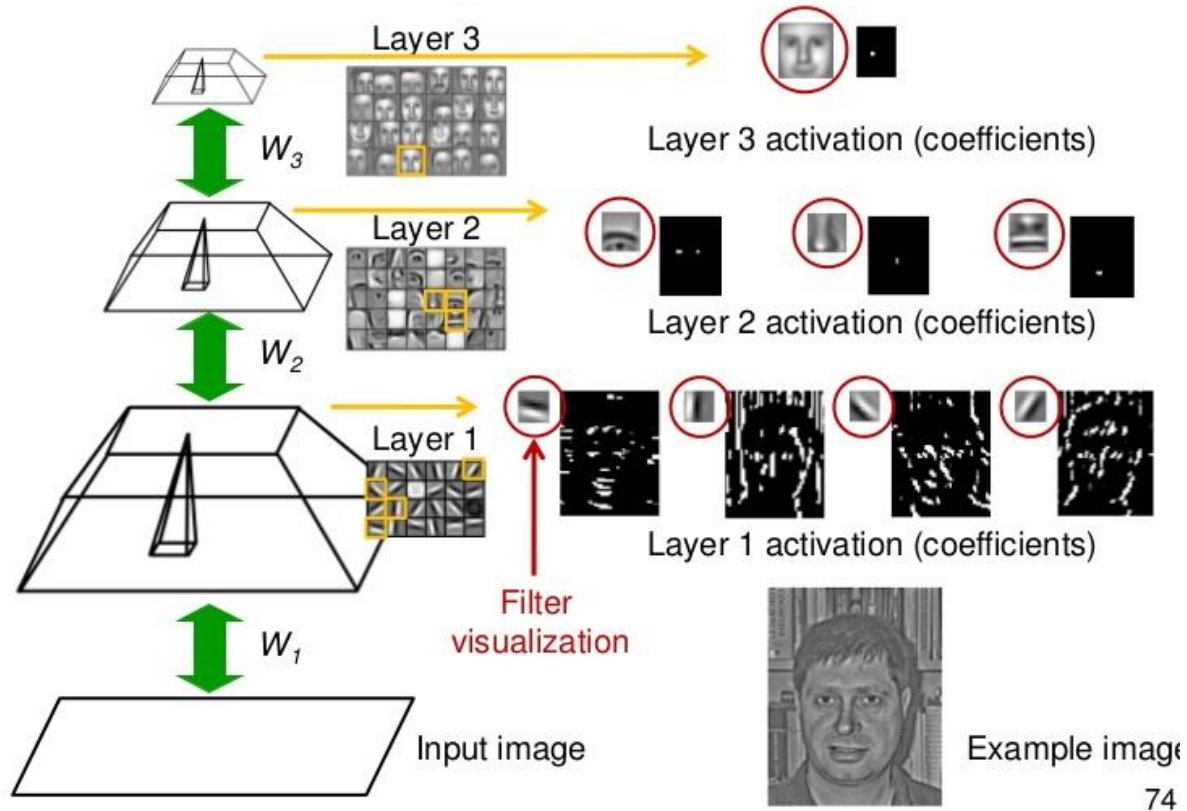 Layer 3
W3
Layer 3 activation (coefficients)
Layer 2
W2
Layer 2 activation (coefficients)
Layer 1
Layer 1 activation (coefficients)
Filter
visualization
W1
Input image
Example image
74